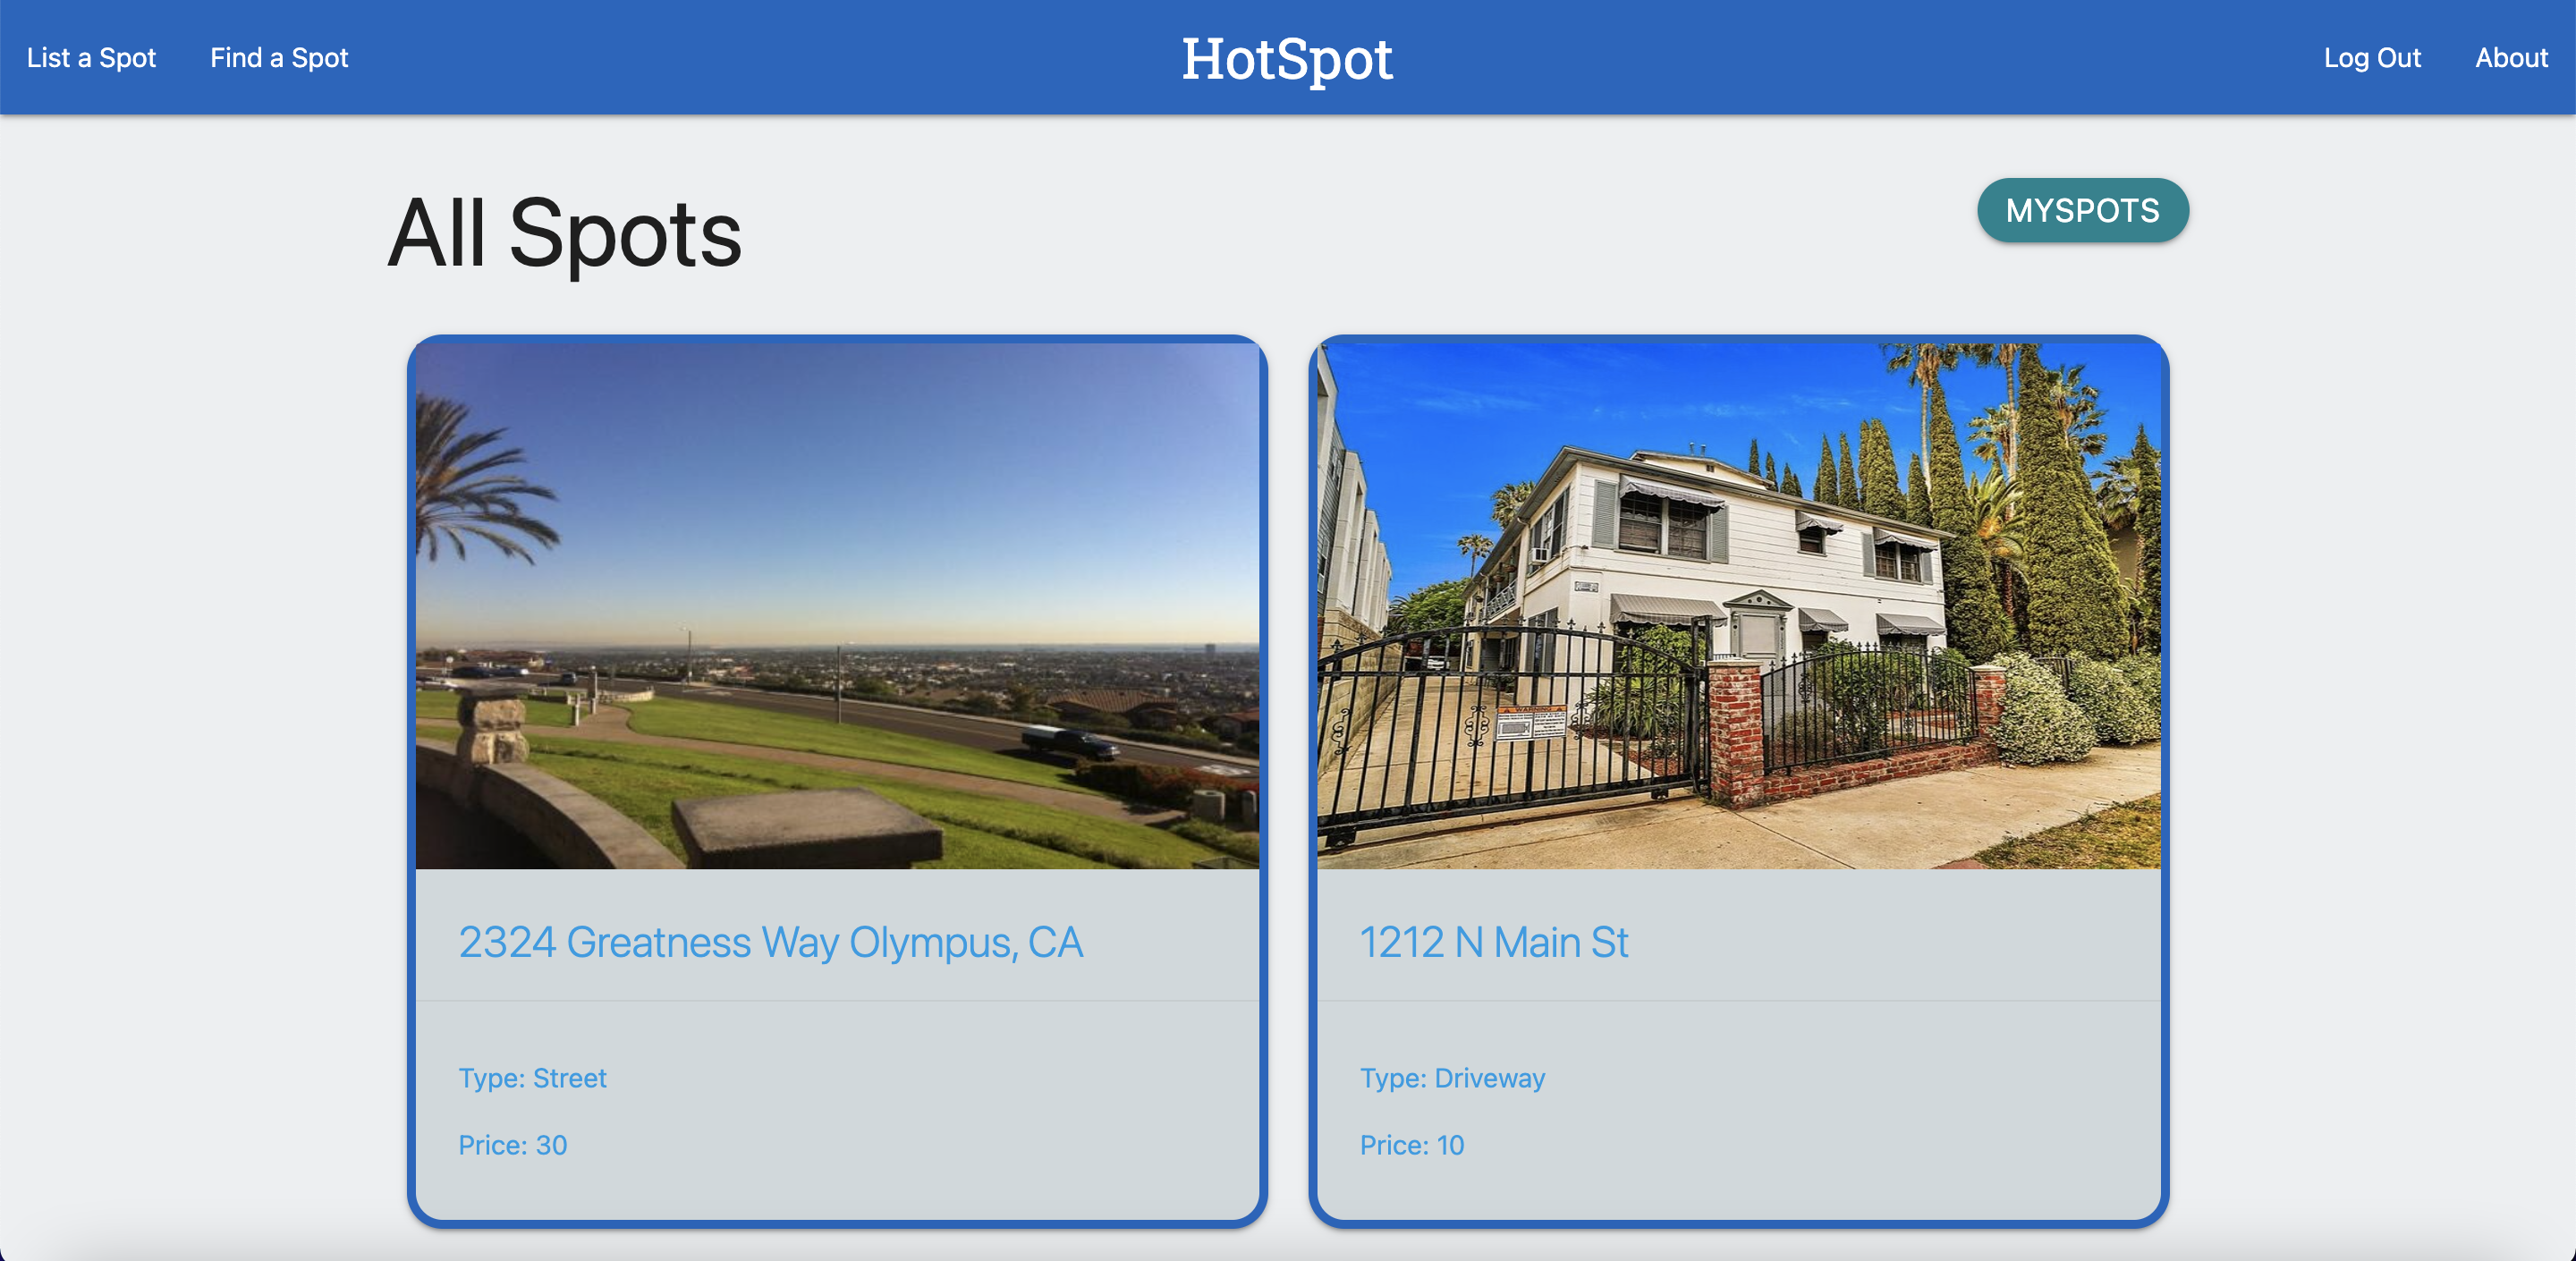 List a Spot
Find a Spot
HotSpot
Log Out
About
All Spots
MYSPOTS
2324 Greatness Way Olympus, CA
Type: Street
Price: 30
WARNING
1212 N Main St
Type: Driveway
Price: 10